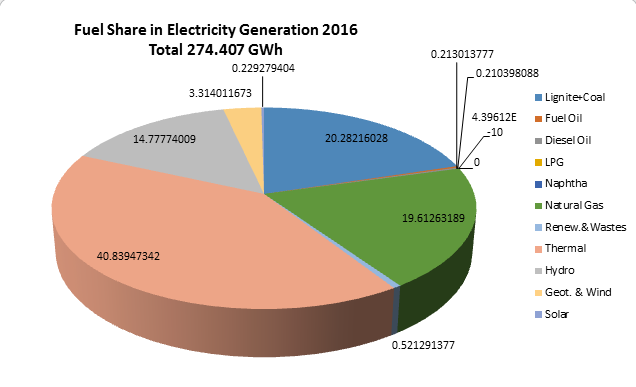 Fuel Share in Electricity Generation 2016
Total 274.407 GWh
0.213013777
0.229279404
0.210398088
3.314011673
4.39612E
-10
0
14.77774009
20.28216028
19.61263189
40.83947342
0.521291377
Lignite+Coal
Fuel Oil
Diesel Oil
LPG
Naphtha
Natural Gas
Renew.& Wastes
Thermal
Hydro
Geot. & Wind
Solar